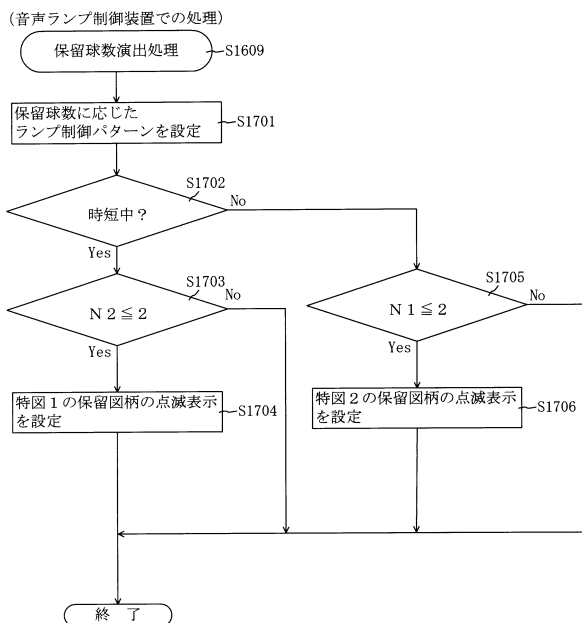 (音声ランプ制御装置での処理)
保留球数演出処理
S1609
保留球数に応じた
ランプ制御パターンを設定
S1701
S1702
時短中?
No
Yes
S1703
N2≦2
No
Yes
S1705
N1≦2
No
Yes
特図1の保留図柄の点滅表示
を設定
S1704
特図2の保留図柄の点滅表示
を設定
S1706
終 了